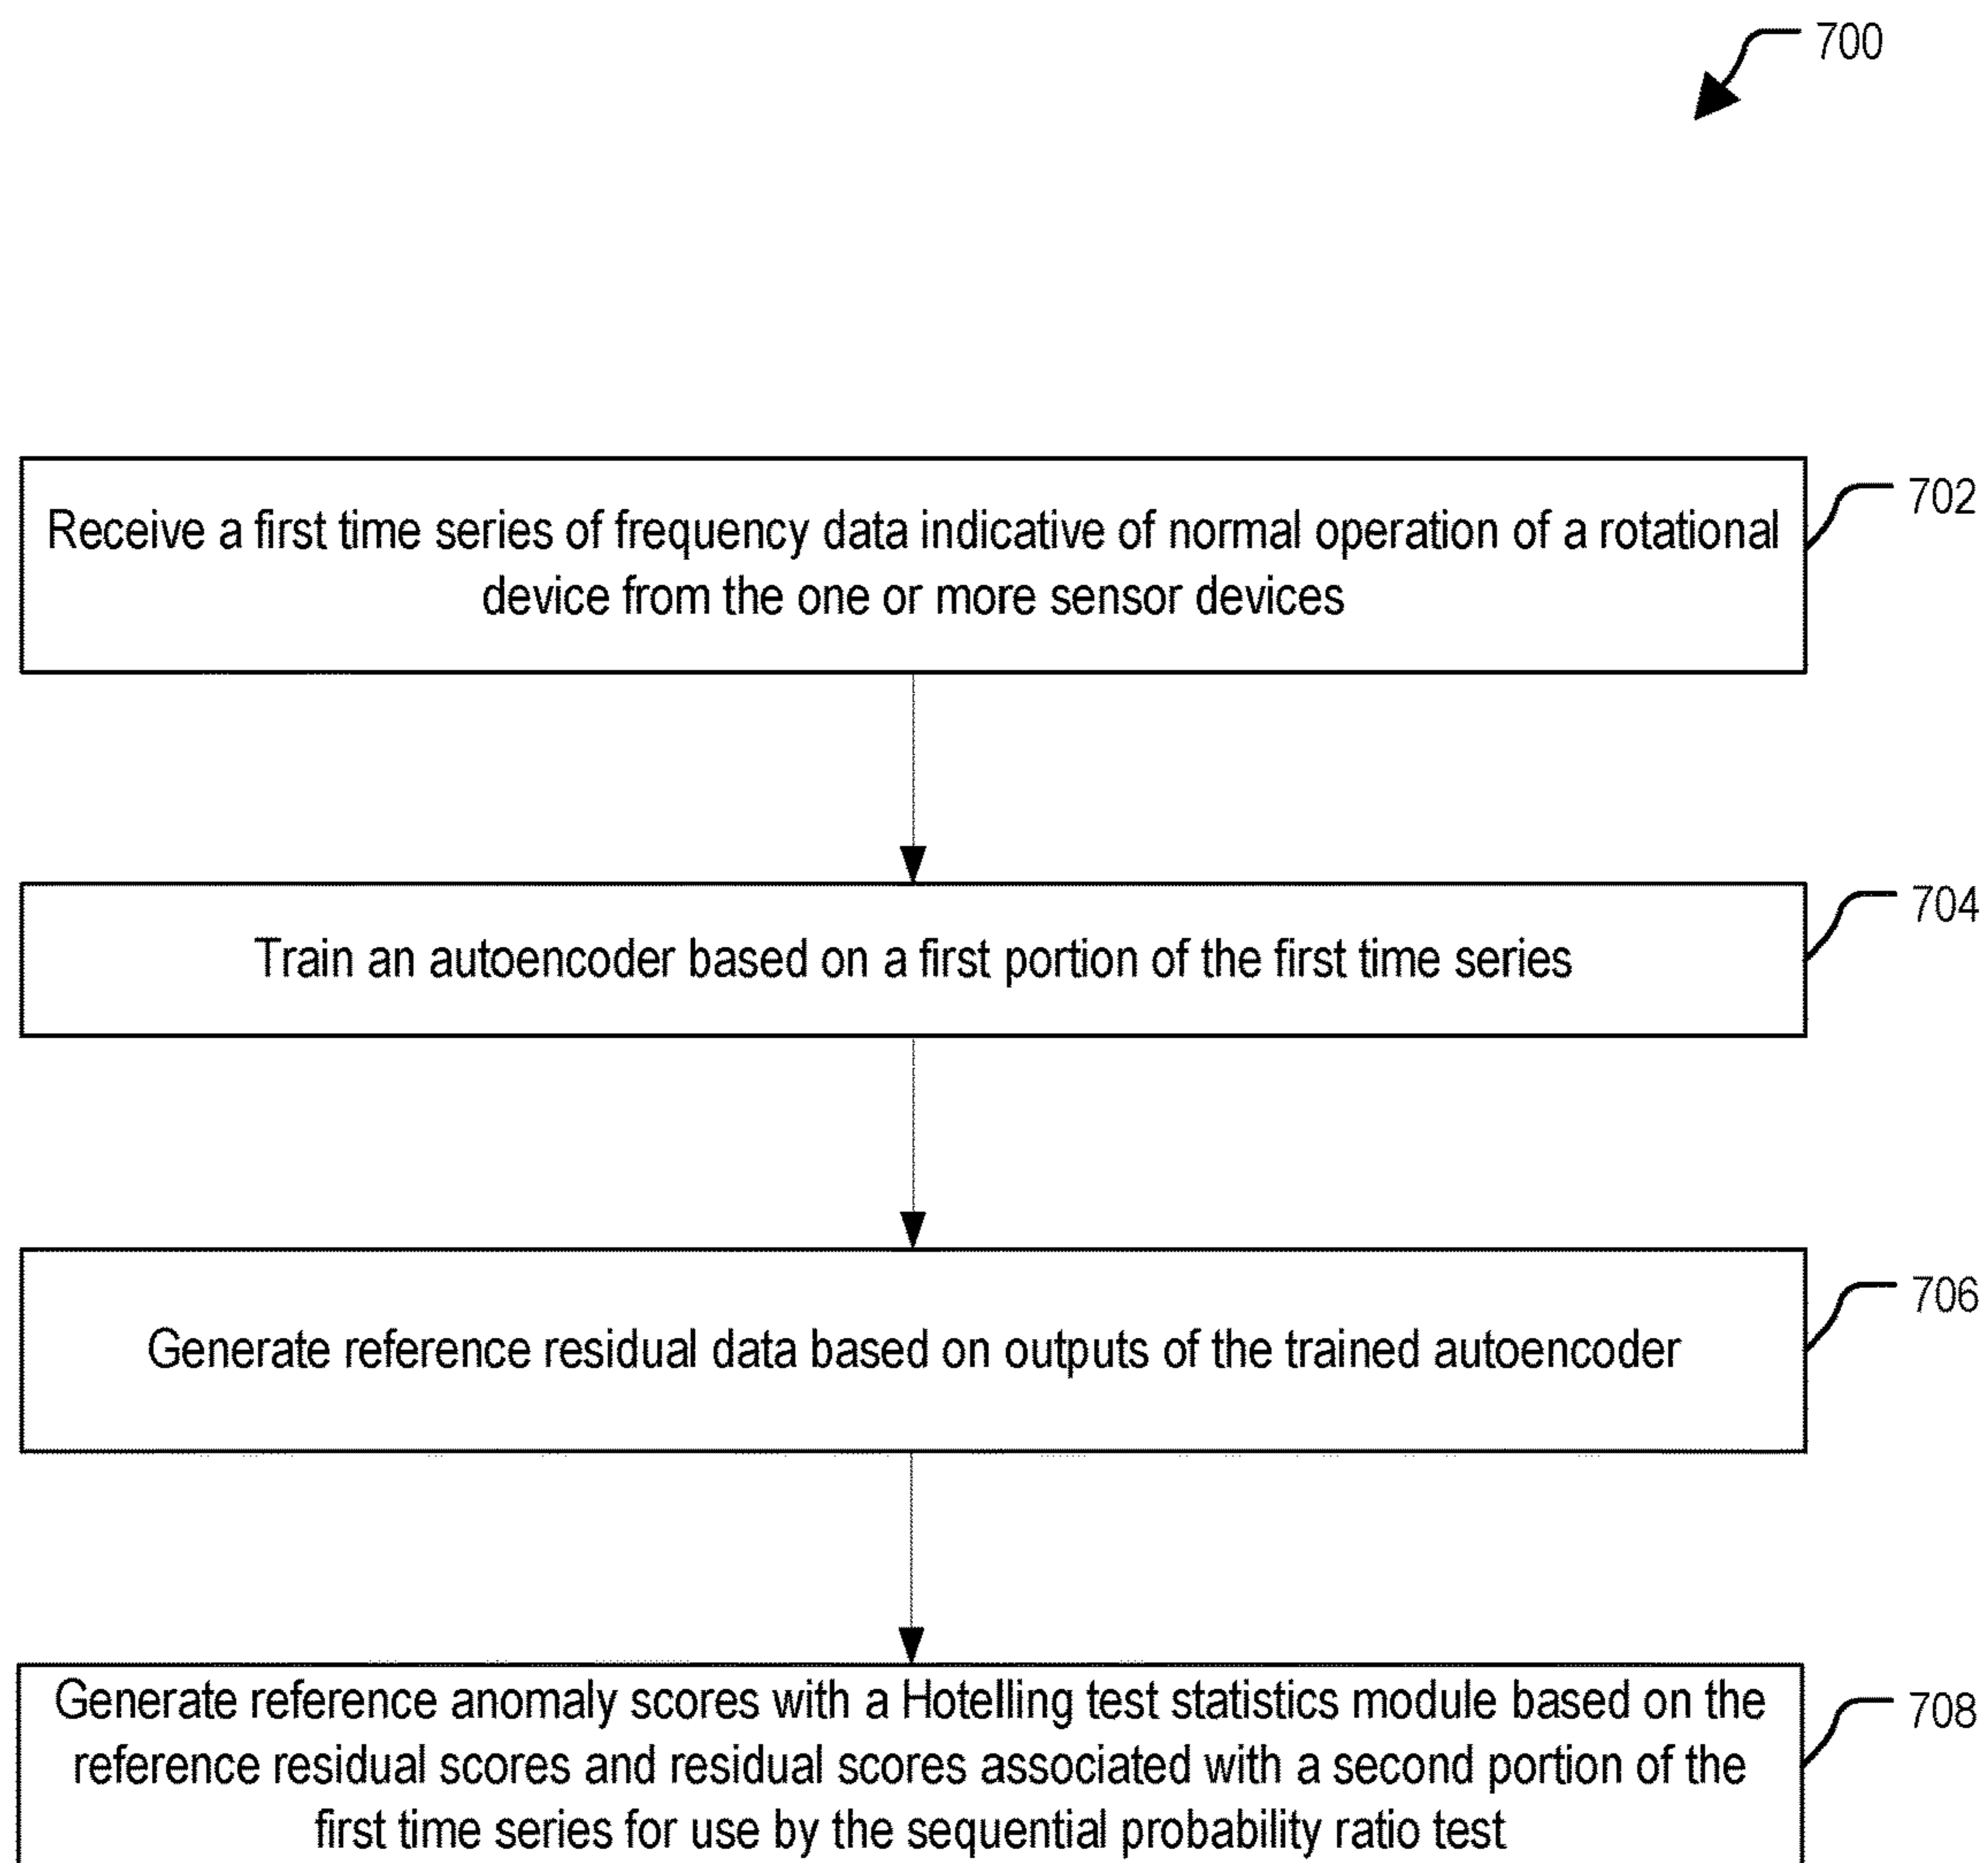 700
Receive a first time series of frequency data indicative of normal operation of a rotational
device from the one or more sensor devices
702
Train an autoencoder based on a first portion of the first time series
704
Generate reference residual data based on outputs of the trained autoencoder
706
Generate reference anomaly scores with a Hotelling test statistics module based on the
reference residual scores and residual scores associated with a second portion of the
first time series for use by the sequential probability ratio test
708